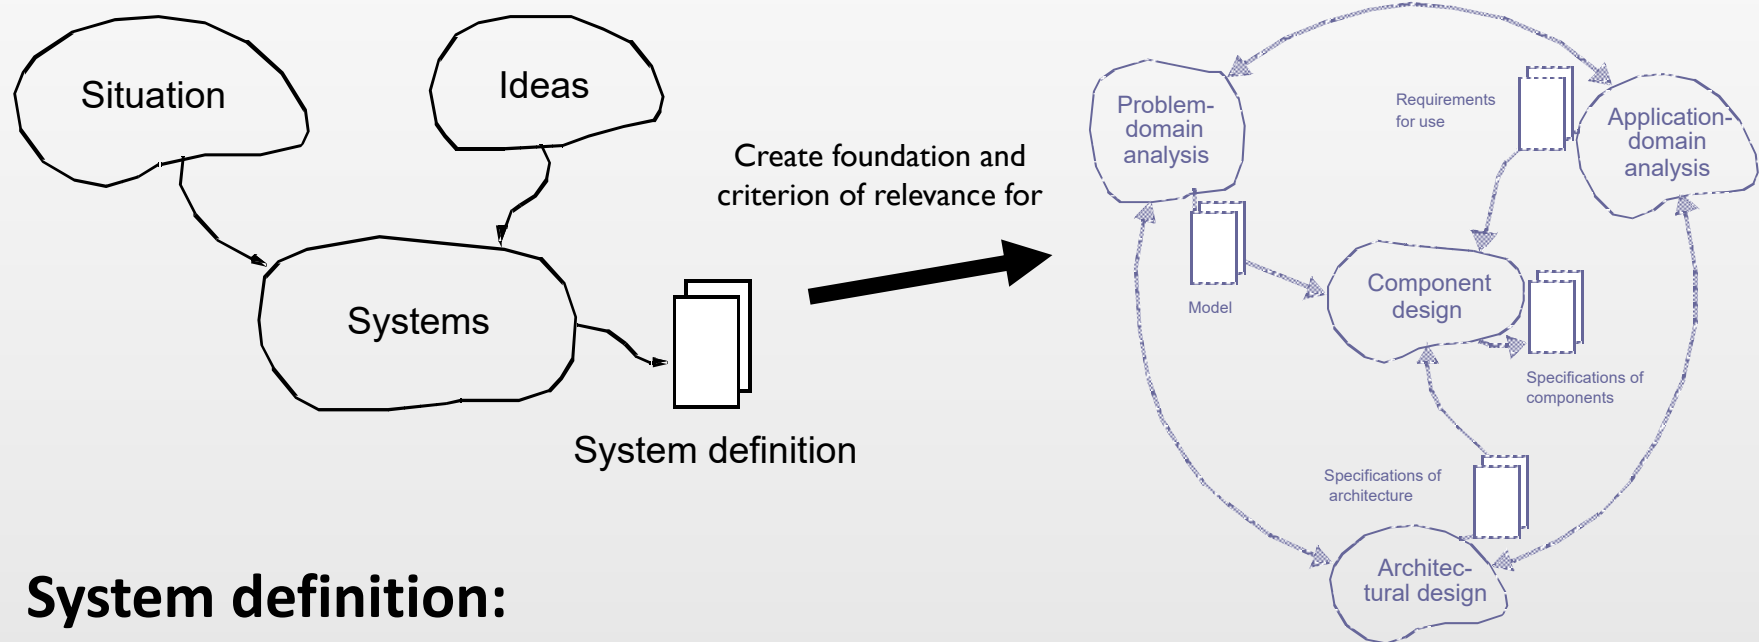 Situation
Ideas
Systems
System definition
Create foundation and
criterion of relevance for
Problem-
domain
analysis
Requirements
for use
Application-
domain
analysis
Model
Component
design
Specifications of
components
Specifications of
architecture
Architec-
tural design
System definition: